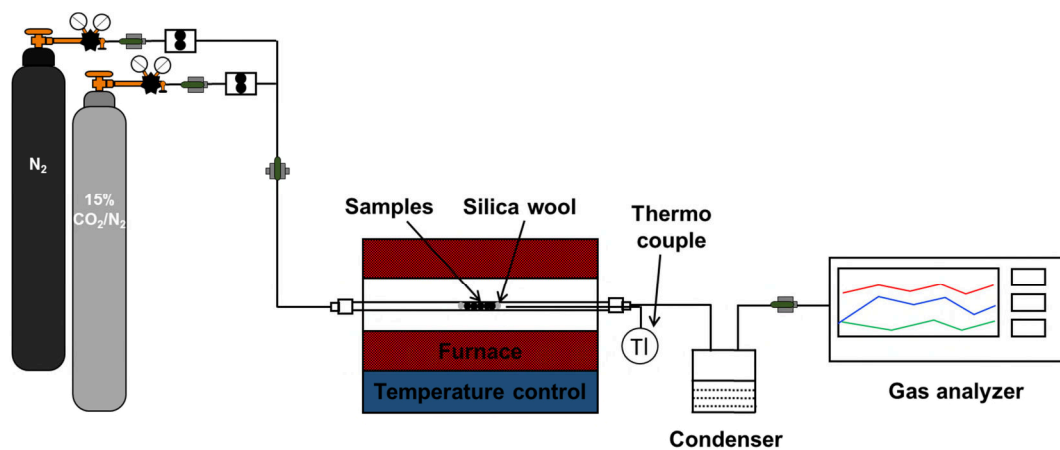 N₂
15%
CO₂/N₂
Samples
Silica wool
Thermo
couple
TI
Furnace
Temperature control
Condenser
Gas analyzer